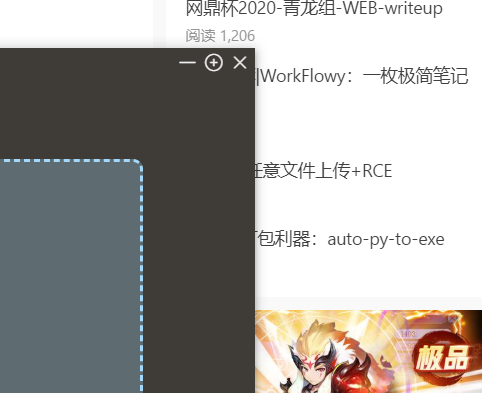 网鼎杯2020-青龙组-WEB-writeup
阅读 1,206
|WorkFlowy：一枚极简笔记
任意文件上传+RCE
包利器：auto-py-to-exe
极品